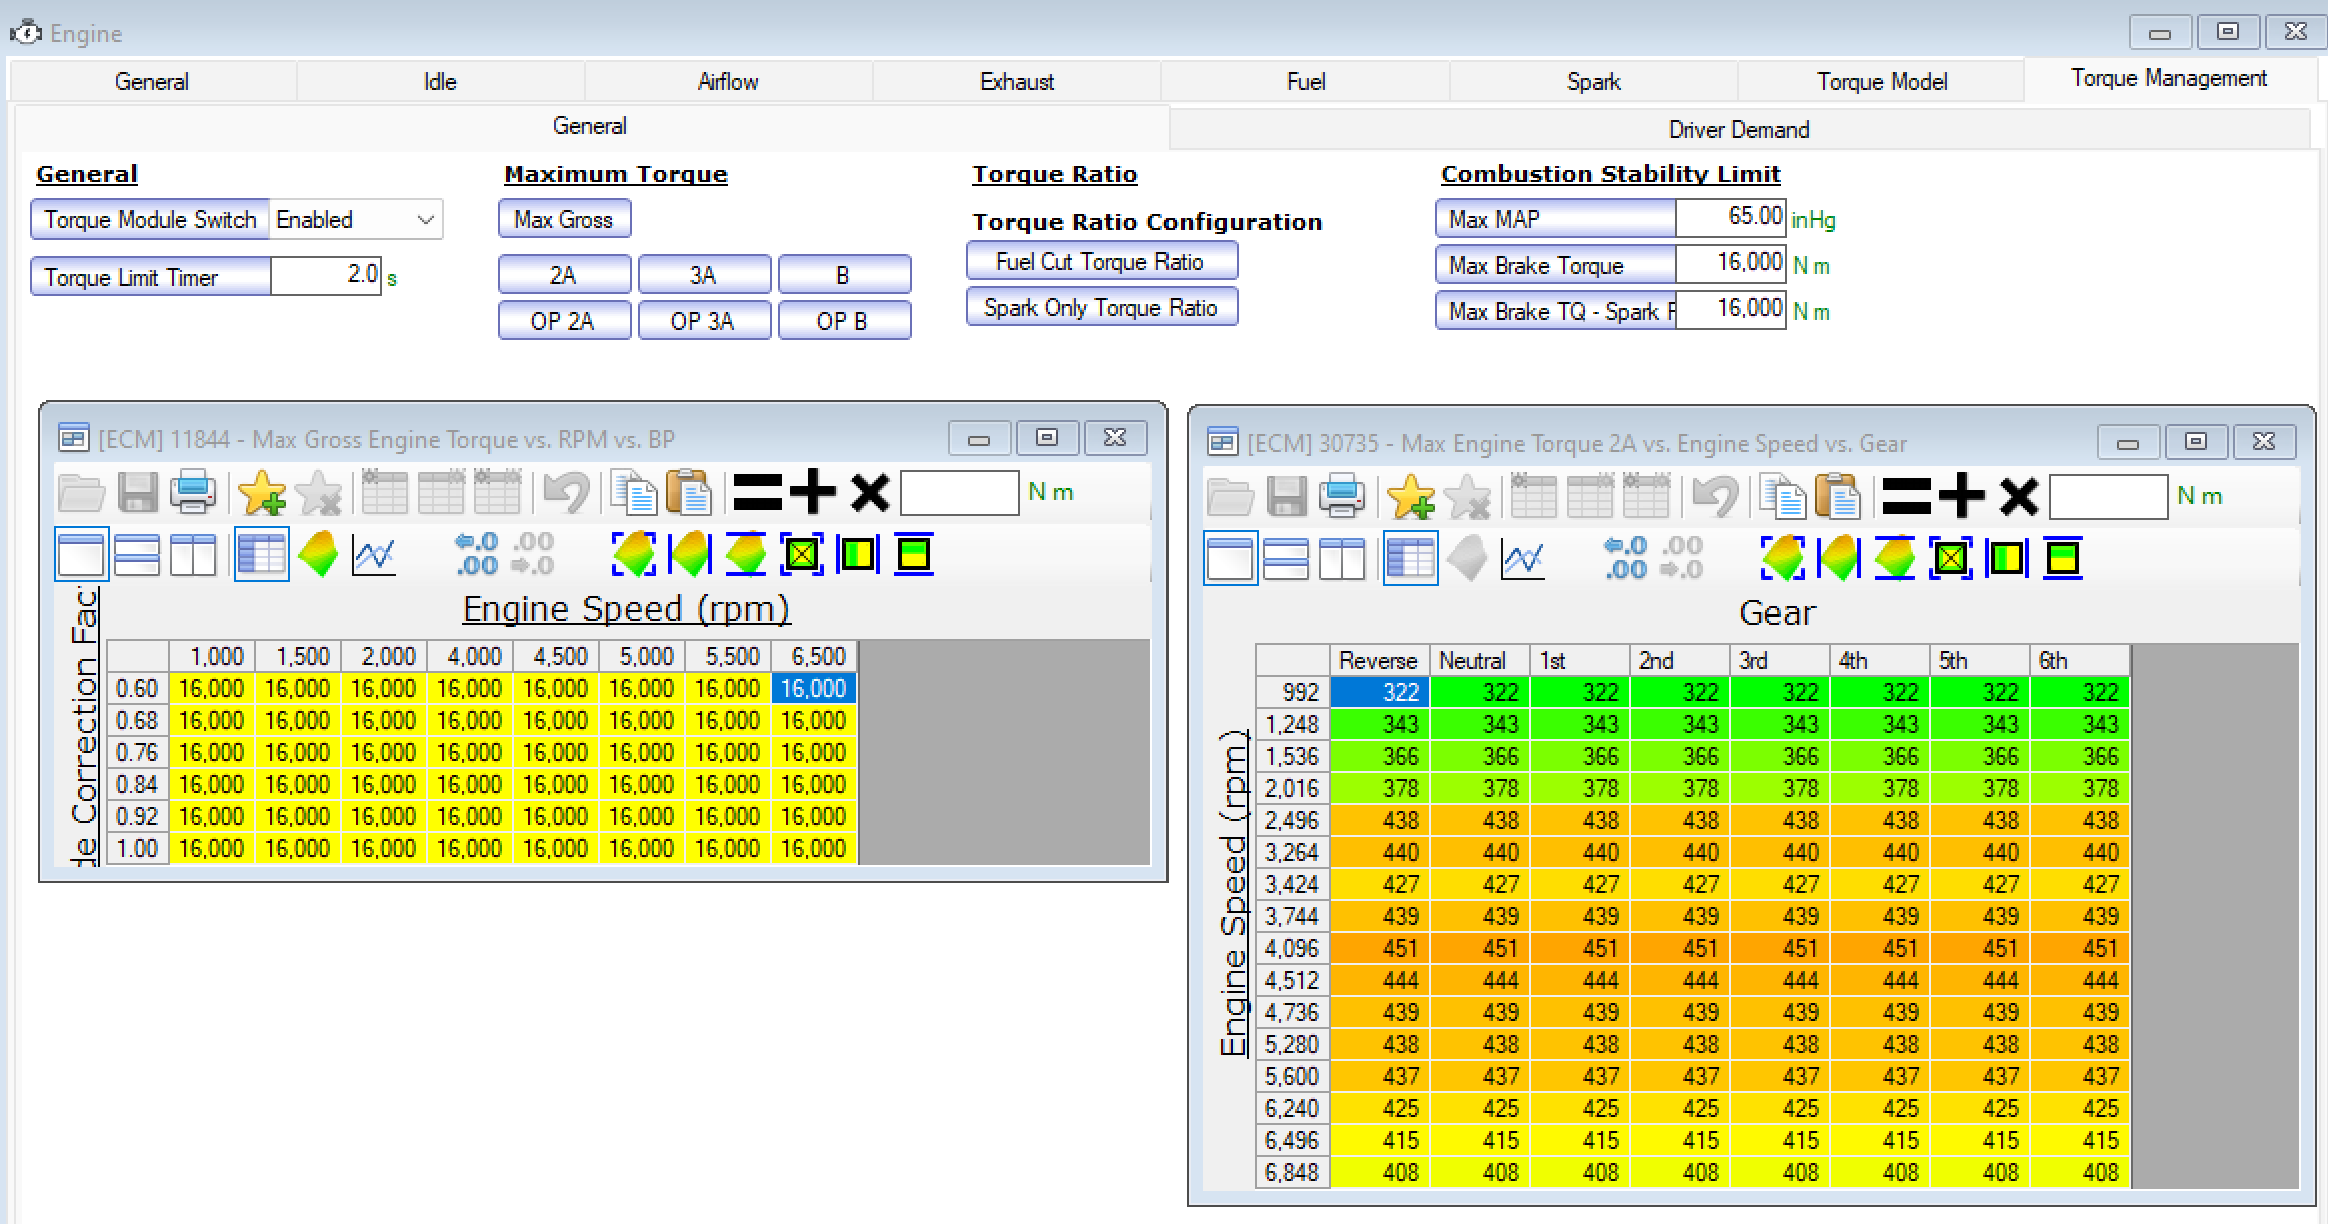 Engine
General Idle Airflow Exhaust Fuel Spark Torque Model Torque Management
General Driver Demand
General Maximum Torque Torque Ratio Combustion Stability Limit
Torque Module Switch Enabled Max Gross Torque Ratio Configuration Max MAP 65.00 inHg
Torque Limit Timer 2.0 s 2A 3A B Fuel Cut Torque Ratio Max Brake Torque 16,000 N m
OP 2A OP 3A OP B Spark Only Torque Ratio Max Brake TQ - Spark F 16,000 N m
[ECM] 11844 - Max Gross Engine Torque vs. RPM vs. BP
N m
←.0 .00
.00 →.0
Engine Speed (rpm)
de Correction Fac
1,000 1,500 2,000 4,000 4,500 5,000 5,500 6,500
0.60 16,000 16,000 16,000 16,000 16,000 16,000 16,000 16,000
0.68 16,000 16,000 16,000 16,000 16,000 16,000 16,000 16,000
0.76 16,000 16,000 16,000 16,000 16,000 16,000 16,000 16,000
0.84 16,000 16,000 16,000 16,000 16,000 16,000 16,000 16,000
0.92 16,000 16,000 16,000 16,000 16,000 16,000 16,000 16,000
1.00 16,000 16,000 16,000 16,000 16,000 16,000 16,000 16,000
[ECM] 30735 - Max Engine Torque 2A vs. Engine Speed vs. Gear
N m
←.0 .00
.00 →.0
Gear
Engine Speed (rpm)
Reverse Neutral 1st 2nd 3rd 4th 5th 6th
992 322 322 322 322 322 322 322 322
1,248 343 343 343 343 343 343 343 343
1,536 366 366 366 366 366 366 366 366
2,016 378 378 378 378 378 378 378 378
2,496 438 438 438 438 438 438 438 438
3,264 440 440 440 440 440 440 440 440
3,424 427 427 427 427 427 427 427 427
3,744 439 439 439 439 439 439 439 439
4,096 451 451 451 451 451 451 451 451
4,512 444 444 444 444 444 444 444 444
4,736 439 439 439 439 439 439 439 439
5,280 438 438 438 438 438 438 438 438
5,600 437 437 437 437 437 437 437 437
6,240 425 425 425 425 425 425 425 425
6,496 415 415 415 415 415 415 415 415
6,848 408 408 408 408 408 408 408 408